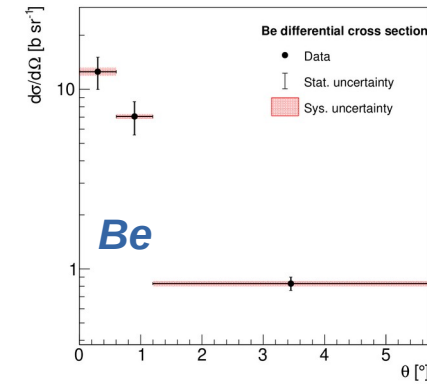 Be differential cross section
Data
Stat. uncertainty
Sys. uncertainty
dσ/dΩ [b sr⁻¹]
10
1
Be
0 1 2 3 4 5
θ [°]